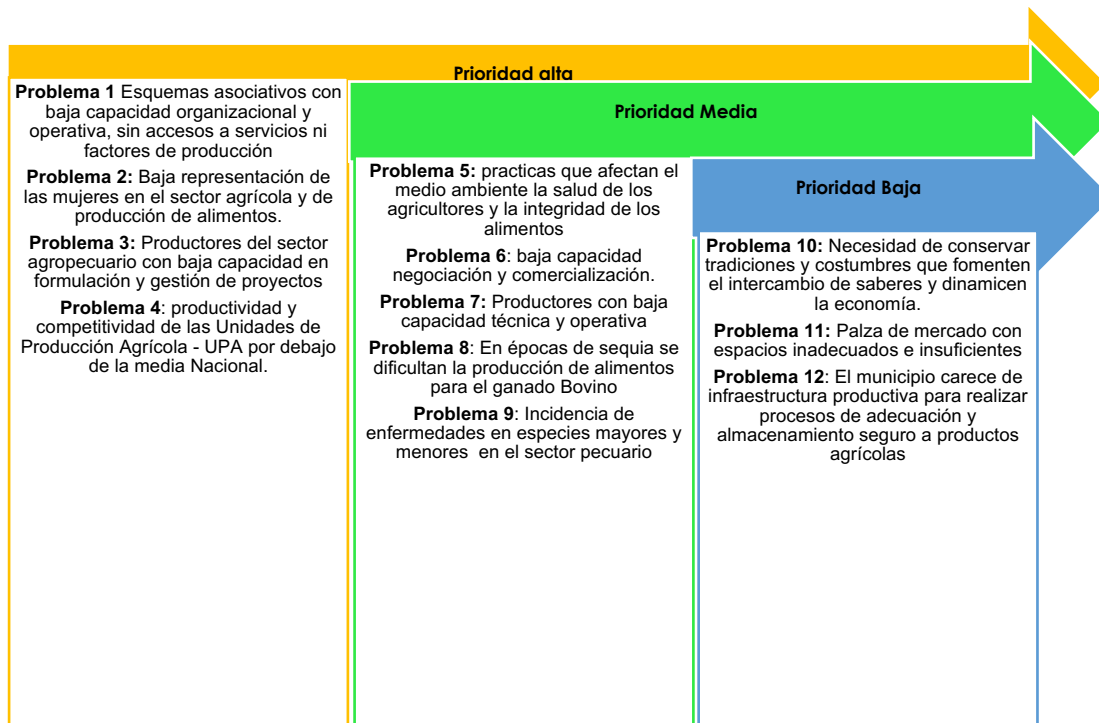 Prioridad alta
Problema 1 Esquemas asociativos con
baja capacidad organizacional y
operativa, sin accesos a servicios ni
factores de producción
Problema 2: Baja representación de
las mujeres en el sector agrícola y de
producción de alimentos.
Problema 3: Productores del sector
agropecuario con baja capacidad en
formulación y gestión de proyectos
Problema 4: productividad y
competitividad de las Unidades de
Producción Agrícola - UPA por debajo
de la media Nacional.
Prioridad Media
Problema 5: practicas que afectan el
medio ambiente la salud de los
agricultores y la integridad de los
alimentos
Problema 6: baja capacidad
negociación y comercialización.
Problema 7: Productores con baja
capacidad técnica y operativa
Problema 8: En épocas de sequia se
dificultan la producción de alimentos
para el ganado Bovino
Problema 9: Incidencia de
enfermedades en especies mayores y
menores en el sector pecuario
Prioridad Baja
Problema 10: Necesidad de conservar
tradiciones y costumbres que fomenten
el intercambio de saberes y dinamicen
la economía.
Problema 11: Palza de mercado con
espacios inadecuados e insuficientes
Problema 12: El municipio carece de
infraestructura productiva para realizar
procesos de adecuación y
almacenamiento seguro a productos
agrícolas